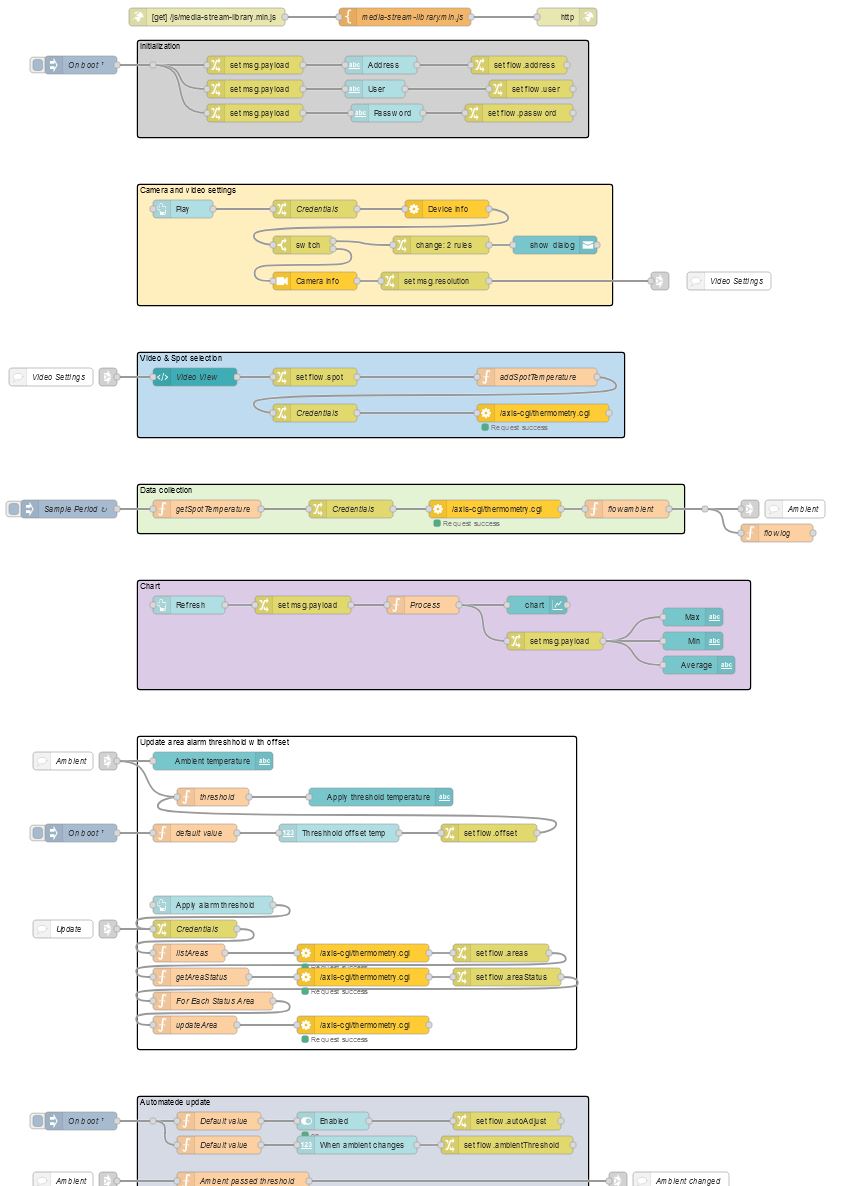 [get] /js/media-stream-library.min.js media-stream-library.min.js http
Initialization
On boot ¹ set msg.payload abc Address set flow.address
set msg.payload abc User set flow.user
set msg.payload abc Password set flow.password
Camera and video settings
Play Credentials Device info
switch change: 2 rules show dialog
Camera info set msg.resolution Video Settings
Video & Spot selection
Video Settings </> Video View set flow.spot f addSpotTemperature
Credentials /axis-cgi/thermometry.cgi
Request success
Data collection
Sample Period ↻ f getSpotTemperature Credentials /axis-cgi/thermometry.cgi f flowambient Ambient
Request success f flowlog
Chart
Refresh set msg.payload f Process chart
Max abc
set msg.payload Min abc
Average abc
Update area alarm threshhold with offset
Ambient Ambient temperature abc
f threshold Apply threshold temperature abc
On boot ¹ f default value 123 Threshhold offset temp set flow.offset
Apply alarm threshold
Update Credentials
f listAreas /axis-cgi/thermometry.cgi set flow.areas
f getAreaStatus /axis-cgi/thermometry.cgi set flow.areaStatus
Request success
f For Each Status Area
f updateArea /axis-cgi/thermometry.cgi
Request success
Automatede update
On boot ¹ f Default value Enabled set flow.autoAdjust
f Default value 123 When ambient changes set flow.ambientThreshold
Ambient f Ambent passed threshold Ambient changed